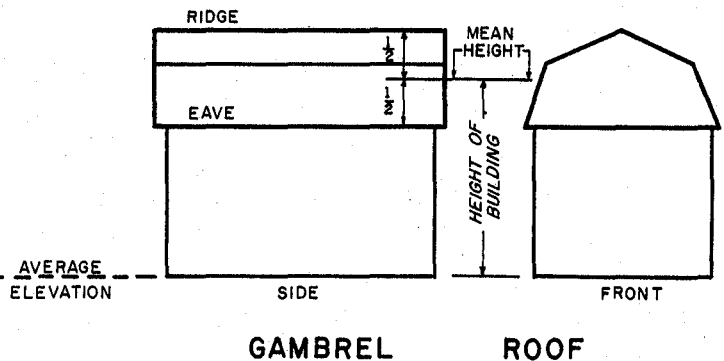 RIDGE
MEAN
HEIGHT
1/2
1/2
EAVE
HEIGHT OF
BUILDING
AVERAGE
ELEVATION
SIDE
FRONT
GAMBREL ROOF